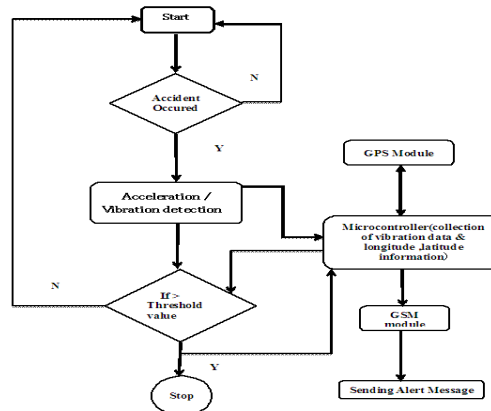 Start
N
Accident
Occured
Y
GPS Module
Acceleration /
Vibration detection
Microcontroller(collection
of vibration data &
longitude ,latitude
information)
N
If >
Threshold
value
GSM
module
Y
Stop
Sending Alert Message